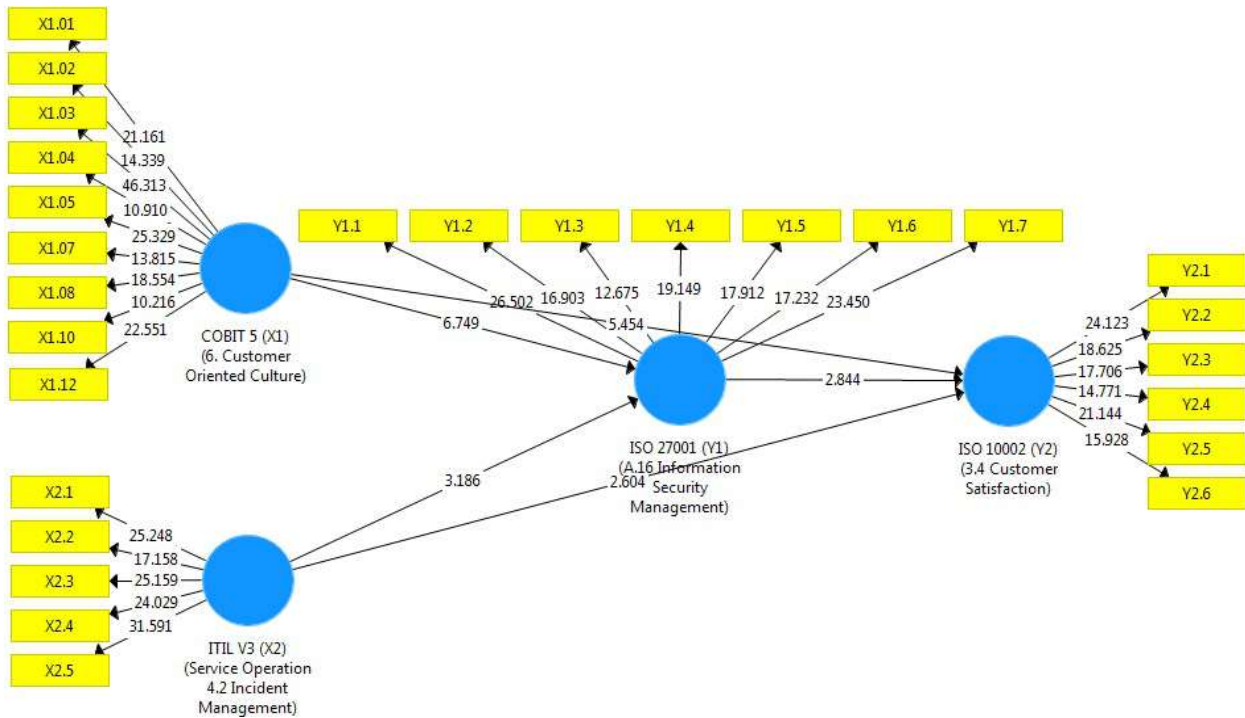 X1.01
X1.02
X1.03
X1.04
X1.05
X1.07
X1.08
X1.10
X1.12
21.161
14.339
46.313
10.910
25.329
13.815
18.554
10.216
22.551
COBIT 5 (X1)
(6. Customer
Oriented Culture)
Y1.1
Y1.2
Y1.3
Y1.4
Y1.5
Y1.6
Y1.7
26.502
16.903
12.675
19.149
17.912
17.232
23.450
6.749
5.454
2.844
3.186
2.604
ISO 27001 (Y1)
(A.16 Information
Security
Management)
ISO 10002 (Y2)
(3.4 Customer
Satisfaction)
24.123
18.625
17.706
14.771
21.144
15.928
Y2.1
Y2.2
Y2.3
Y2.4
Y2.5
Y2.6
X2.1
X2.2
X2.3
X2.4
X2.5
25.248
17.158
25.159
24.029
31.591
ITIL V3 (X2)
(Service Operation
4.2 Incident
Management)